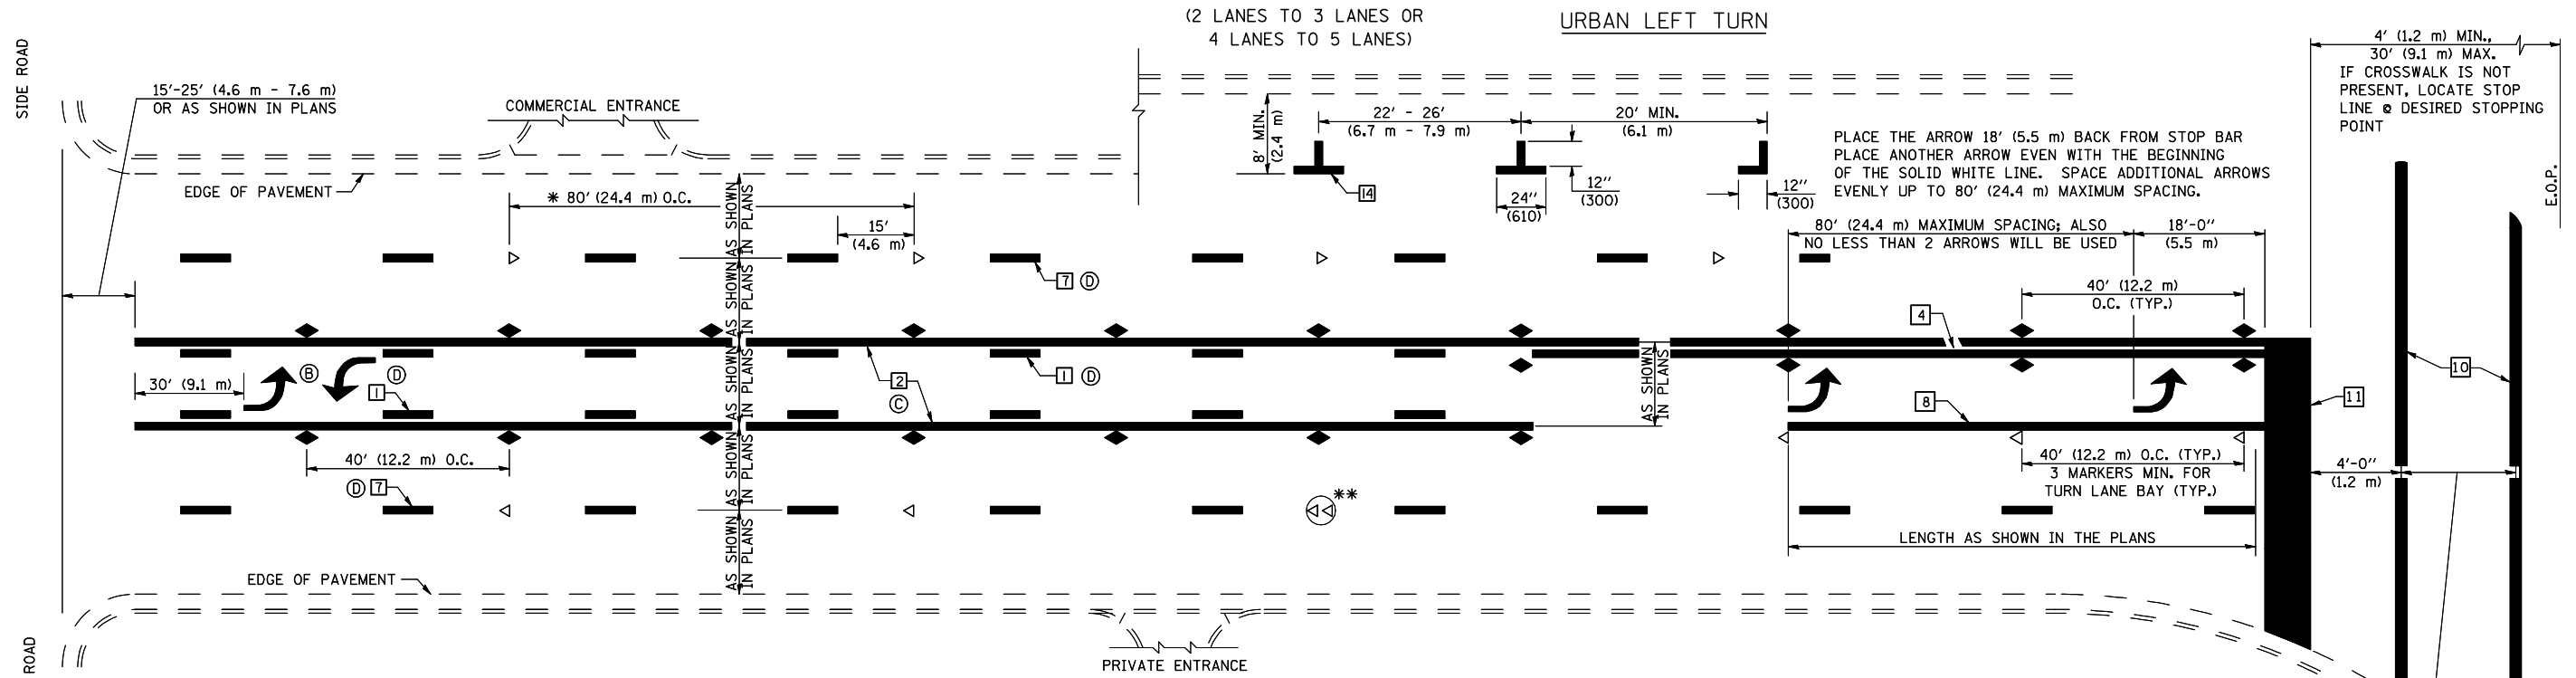 (2 LANES TO 3 LANES OR
4 LANES TO 5 LANES)
URBAN LEFT TURN
SIDE ROAD
15'-25' (4.6 m - 7.6 m)
OR AS SHOWN IN PLANS
COMMERCIAL ENTRANCE
EDGE OF PAVEMENT
* 80' (24.4 m) O.C.
15'
(4.6 m)
8' MIN.
(2.4 m)
22' - 26'
(6.7 m - 7.9 m)
20' MIN.
(6.1 m)
14
24"
(610)
12"
(300)
12"
(300)
4' (1.2 m) MIN.,
30' (9.1 m) MAX.
IF CROSSWALK IS NOT
PRESENT, LOCATE STOP
LINE @ DESIRED STOPPING
POINT
E.O.P.
PLACE THE ARROW 18' (5.5 m) BACK FROM STOP BAR
PLACE ANOTHER ARROW EVEN WITH THE BEGINNING
OF THE SOLID WHITE LINE. SPACE ADDITIONAL ARROWS
EVENLY UP TO 80' (24.4 m) MAXIMUM SPACING.
80' (24.4 m) MAXIMUM SPACING; ALSO
NO LESS THAN 2 ARROWS WILL BE USED
18'-0"
(5.5 m)
40' (12.2 m)
O.C. (TYP.)
AS SHOWN
IN PLANS
AS SHOWN
IN PLANS
AS SHOWN
IN PLANS
AS SHOWN
IN PLANS
AS SHOWN
IN PLANS
7 D
4
30' (9.1 m)
B
D
1
2
C
1 D
AS SHOWN
IN PLANS
8
10
11
40' (12.2 m) O.C.
D 7
**
40' (12.2 m) O.C. (TYP.)
3 MARKERS MIN. FOR
TURN LANE BAY (TYP.)
4'-0"
(1.2 m)
LENGTH AS SHOWN IN THE PLANS
EDGE OF PAVEMENT
ROAD
PRIVATE ENTRANCE